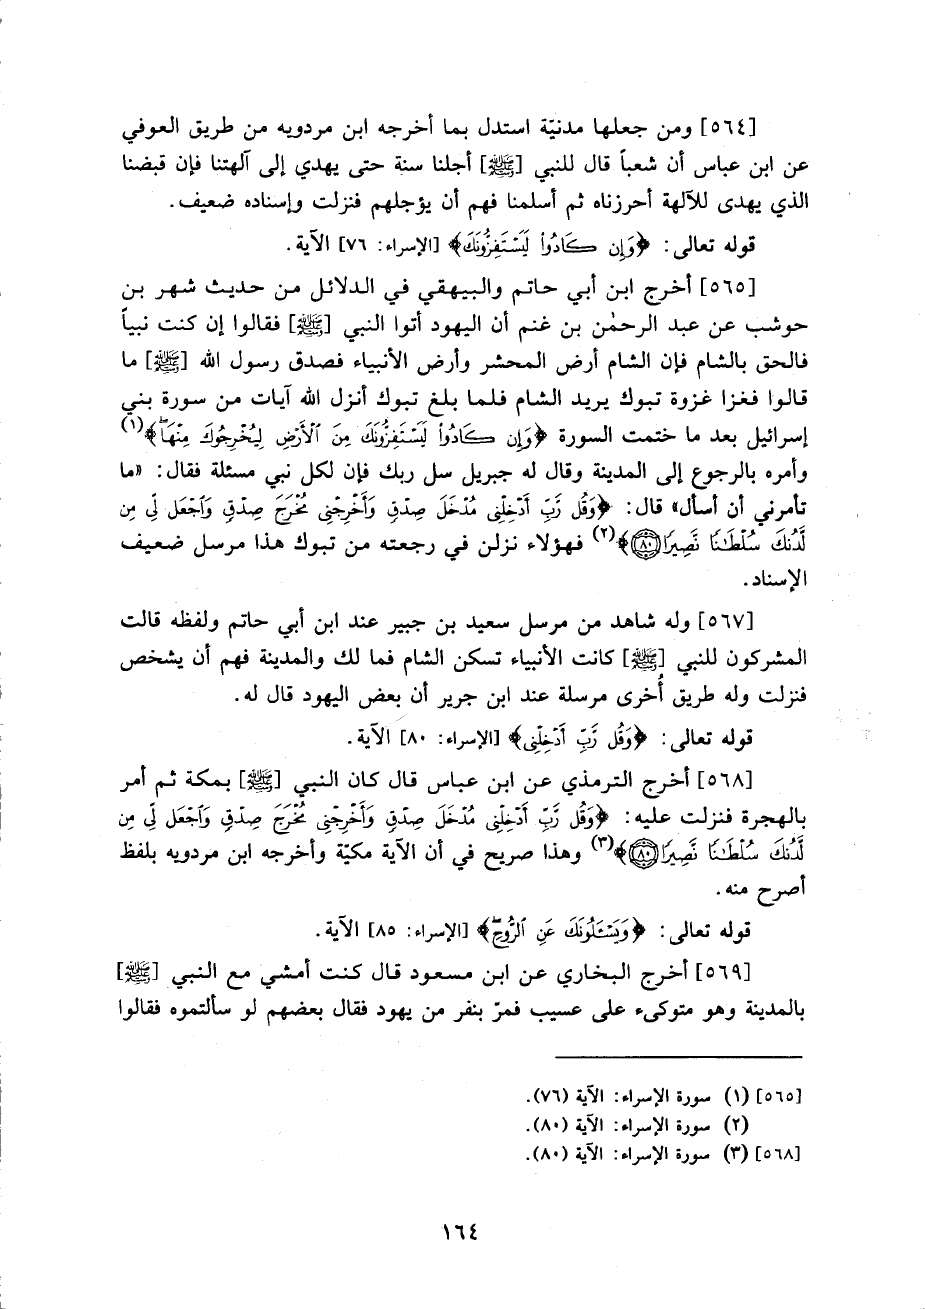 [٥٦٤] ومن جعلها مدنيّة استدل بما أخرجه ابن مردويه من طريق العوفي
عن ابن عباس أن شعباً قال للنبي [ﷺ] أجلنا سنة حتى يهدي إلى آلهتنا فإن قبضنا
الذي يهدى للآلهة أحرزناه ثم أسلمنا فهم أن يؤجلهم فنزلت وإسناده ضعيف.
قوله تعالى: ﴿وَإِن كَادُواْ لَيَسْتَفِزُّونَكَ﴾ [الإسراء: ٧٦] الآية.
[٥٦٥] أخرج ابن أبي حاتم والبيهقي في الدلائل من حديث شهر بن
حوشب عن عبد الرحمٰن بن غنم أن اليهود أتوا النبي [ﷺ] فقالوا إن كنت نبياً
فالحق بالشام فإن الشام أرض المحشر وأرض الأنبياء فصدق رسول الله [ﷺ] ما
قالوا فغزا غزوة تبوك يريد الشام فلما بلغ تبوك أنزل الله آيات من سورة بني
إسرائيل بعد ما ختمت السورة ﴿وَإِن كَادُواْ لَيَسْتَفِزُّونَكَ مِنَ ٱلْأَرْضِ لِيُخْرِجُوكَ مِنْهَاۖ﴾(١)
وأمره بالرجوع إلى المدينة وقال له جبريل سل ربك فإن لكل نبي مسئلة فقال: «ما
تأمرني أن أسأل» قال: ﴿وَقُل رَّبِّ أَدْخِلْنِى مُدْخَلَ صِدْقٍ وَأَخْرِجْنِى مُخْرَجَ صِدْقٍ وَٱجْعَل لِّى مِن
لَّدُنكَ سُلْطَٰنًا نَّصِيرًا ٨٠﴾(٢) فهؤلاء نزلن في رجعته من تبوك هذا مرسل ضعيف
الإسناد.
[٥٦٧] وله شاهد من مرسل سعيد بن جبير عند ابن أبي حاتم ولفظه قالت
المشركون للنبي [ﷺ] كانت الأنبياء تسكن الشام فما لك والمدينة فهم أن يشخص
فنزلت وله طريق أُخرى مرسلة عند ابن جرير أن بعض اليهود قال له.
قوله تعالى: ﴿وَقُل رَّبِّ أَدْخِلْنِى﴾ [الإسراء: ٨٠] الآية.
[٥٦٨] أخرج الترمذي عن ابن عباس قال كان النبي [ﷺ] بمكة ثم أمر
بالهجرة فنزلت عليه: ﴿وَقُل رَّبِّ أَدْخِلْنِى مُدْخَلَ صِدْقٍ وَأَخْرِجْنِى مُخْرَجَ صِدْقٍ وَٱجْعَل لِّى مِن
لَّدُنكَ سُلْطَٰنًا نَّصِيرًا ٨٠﴾(٣) وهذا صريح في أن الآية مكيّة وأخرجه ابن مردويه بلفظ
أصرح منه.
قوله تعالى: ﴿وَيَسْـَٔلُونَكَ عَنِ ٱلرُّوحِۖ﴾ [الإسراء: ٨٥] الآية.
[٥٦٩] أخرج البخاري عن ابن مسعود قال كنت أمشي مع النبي [ﷺ]
بالمدينة وهو متوكىء على عسيب فمرّ بنفر من يهود فقال بعضهم لو سألتموه فقالوا
[٥٦٥] (١) سورة الإسراء: الآية (٧٦).
(٢) سورة الإسراء: الآية (٨٠).
[٥٦٨] (٣) سورة الإسراء: الآية (٨٠).
١٦٤